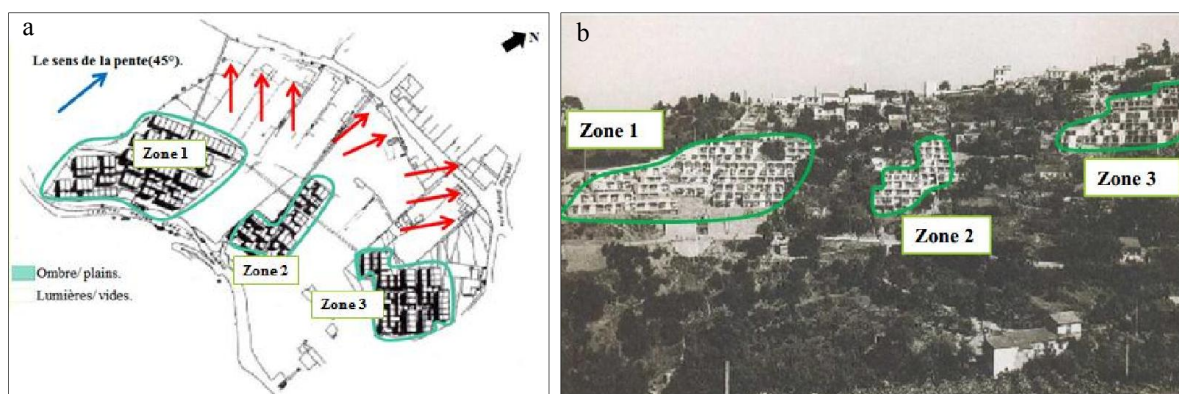 a
N
Le sens de la pente(45°).
Zone 1
Zone 2
Zone 3
Ombre/ plains.
Lumières/ vides.
b
Zone 1
Zone 2
Zone 3